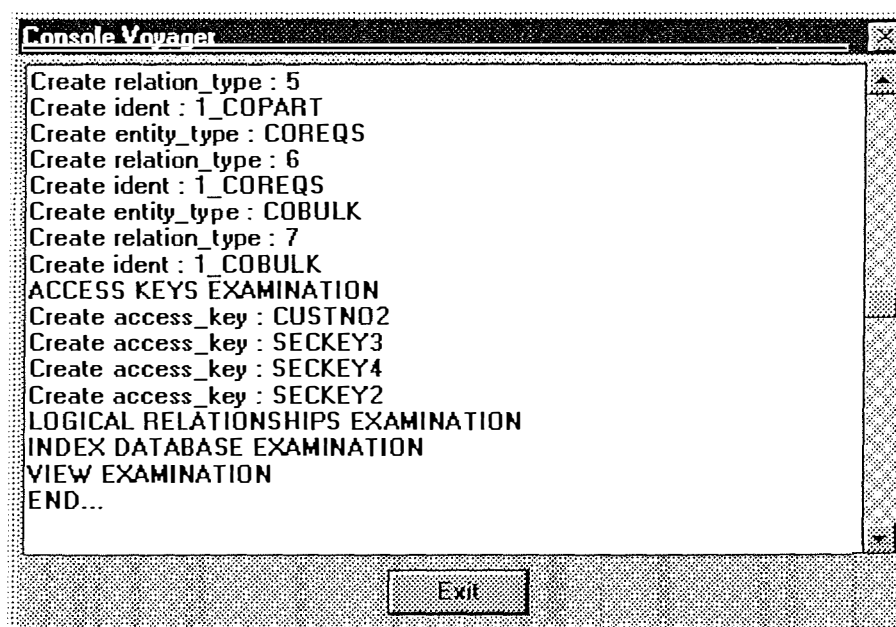 Console Voyager
Create relation_type : 5
Create ident : 1_COPART
Create entity_type : COREQS
Create relation_type : 6
Create ident : 1_COREQS
Create entity_type : COBULK
Create relation_type : 7
Create ident : 1_COBULK
ACCESS KEYS EXAMINATION
Create access_key : CUSTNO2
Create access_key : SECKEY3
Create access_key : SECKEY4
Create access_key : SECKEY2
LOGICAL RELATIONSHIPS EXAMINATION
INDEX DATABASE EXAMINATION
VIEW EXAMINATION
END...
Exit